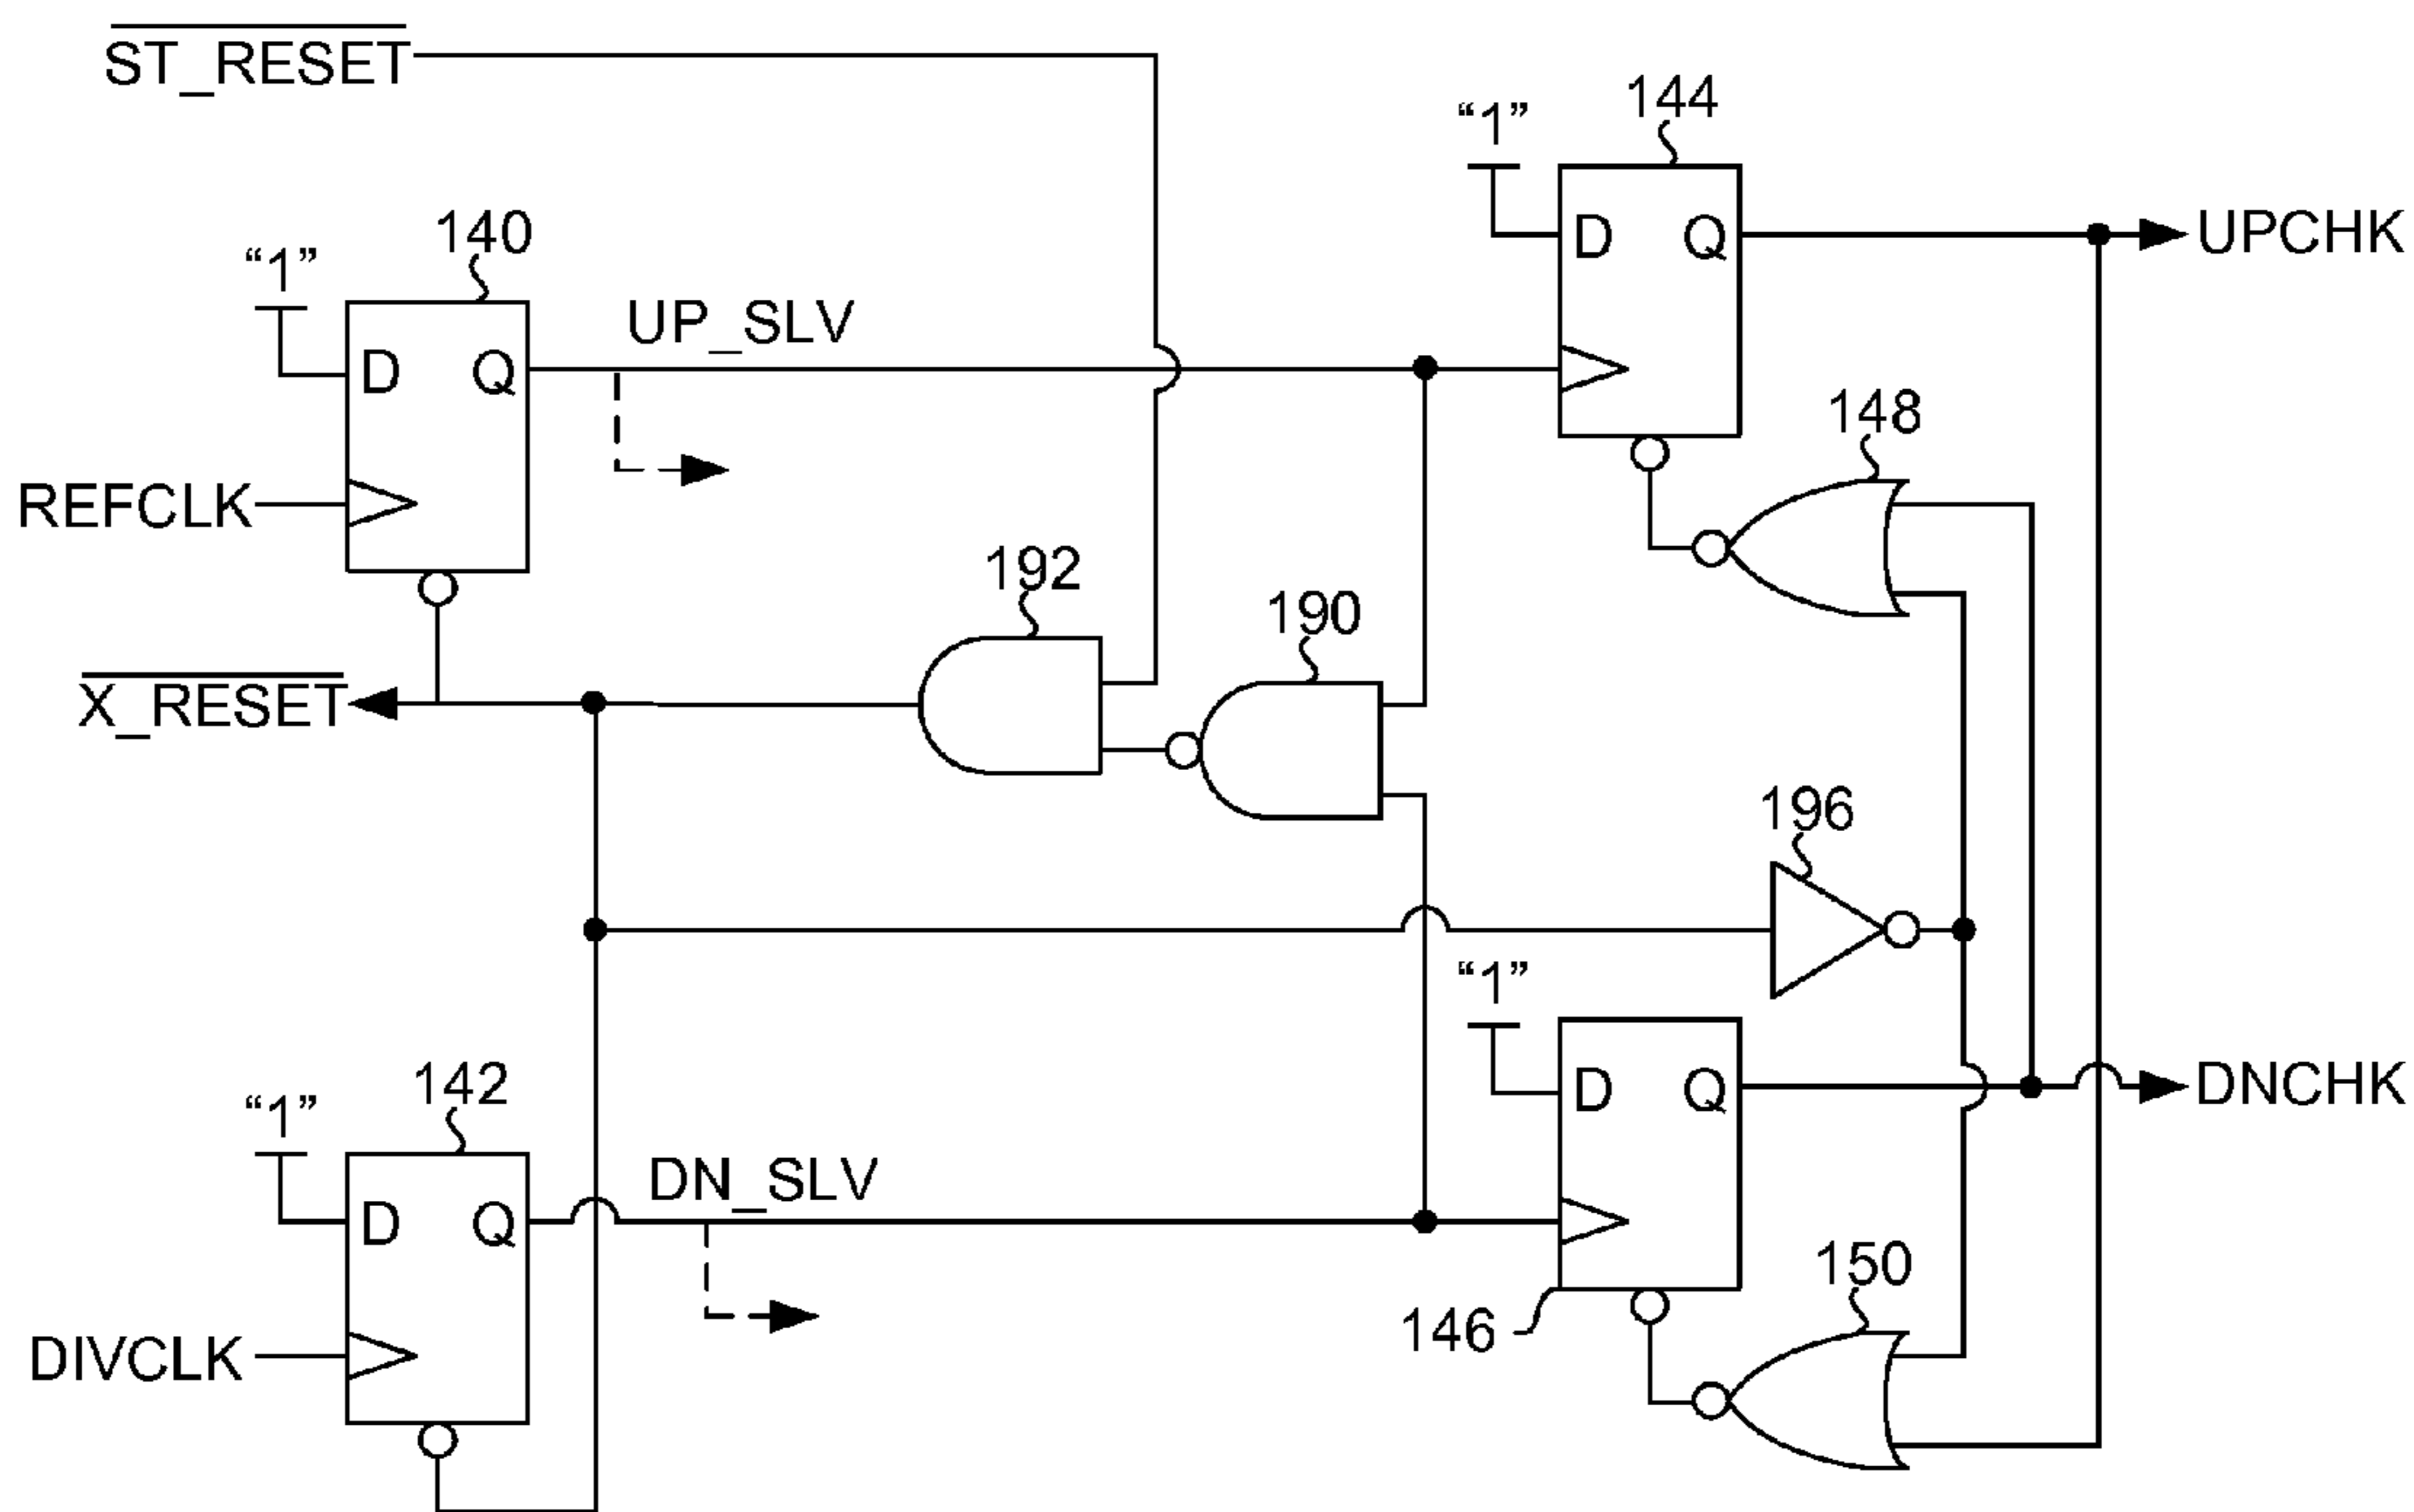 ST_RESET
144
“1”
140
“1”
D Q
UPCHK
UP_SLV
D Q
148
REFCLK
192
190
X_RESET
196
“1”
142
“1”
D Q
DNCHK
DN_SLV
D Q
150
146
DIVCLK